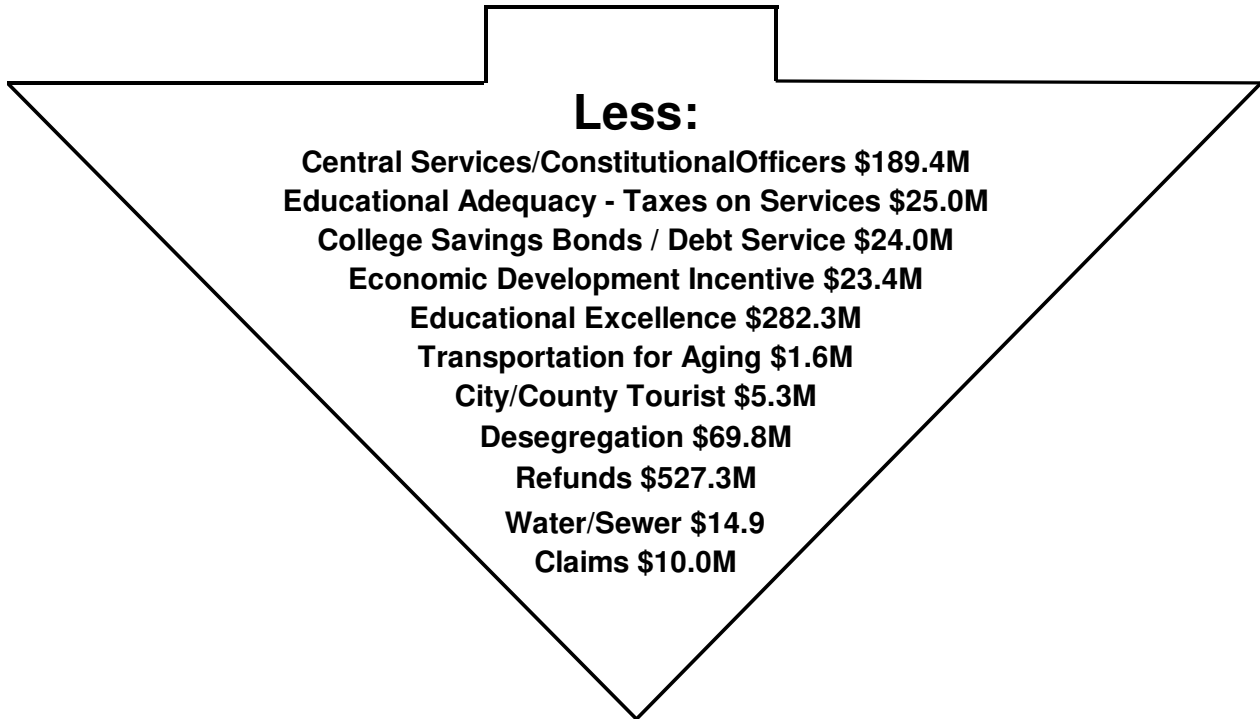 Less:
Central Services/ConstitutionalOfficers $189.4M
Educational Adequacy - Taxes on Services $25.0M
College Savings Bonds / Debt Service $24.0M
Economic Development Incentive $23.4M
Educational Excellence $282.3M
Transportation for Aging $1.6M
City/County Tourist $5.3M
Desegregation $69.8M
Refunds $527.3M
Water/Sewer $14.9
Claims $10.0M